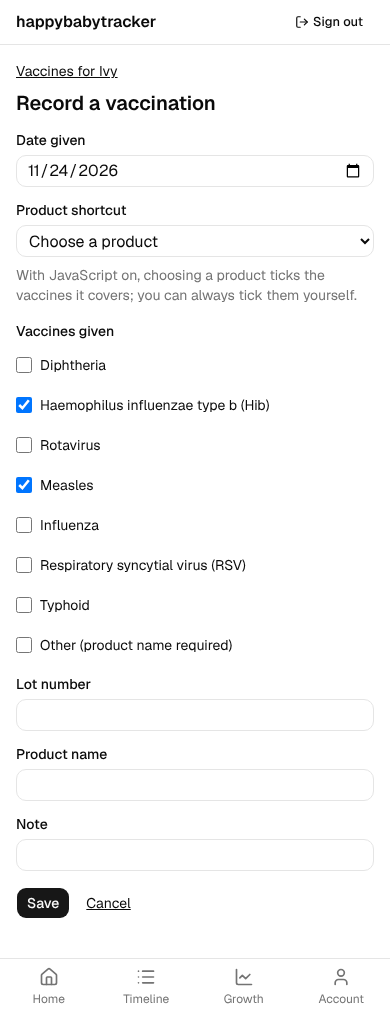 happybabytracker
Sign out
Vaccines for Ivy
Record a vaccination
Date given
11/24/2026
Product shortcut
Choose a product
With JavaScript on, choosing a product ticks the
vaccines it covers; you can always tick them yourself.
Vaccines given
Diphtheria
Haemophilus influenzae type b (Hib)
Rotavirus
Measles
Influenza
Respiratory syncytial virus (RSV)
Typhoid
Other (product name required)
Lot number
Product name
Note
Save
Cancel
Home
Timeline
Growth
Account